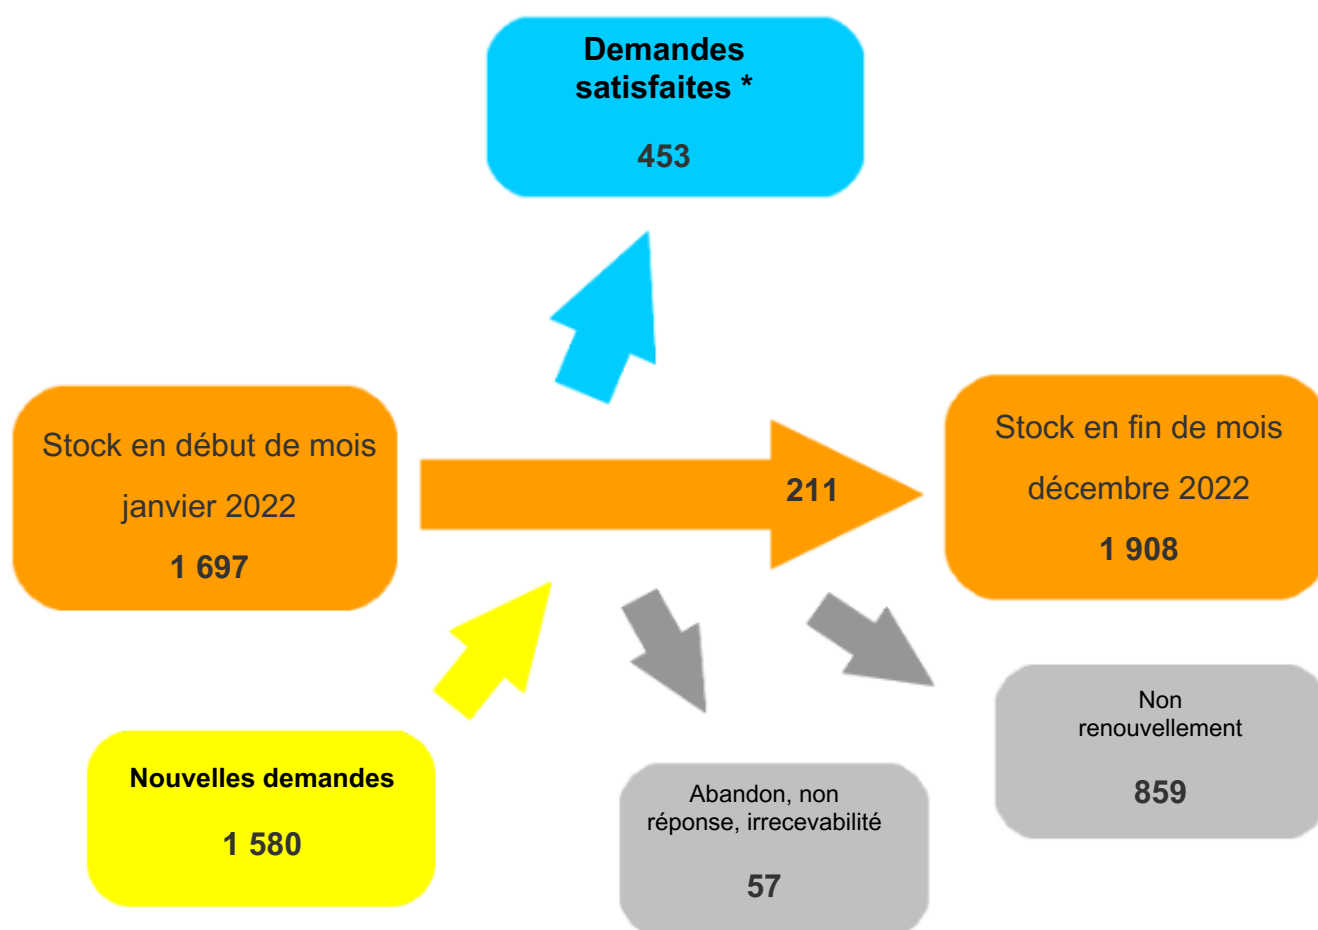 Demandes
satisfaites *
453
Stock en début de mois
janvier 2022
1 697
211
Stock en fin de mois
décembre 2022
1 908
Nouvelles demandes
1 580
Abandon, non
réponse, irrecevabilité
57
Non
renouvellement
859